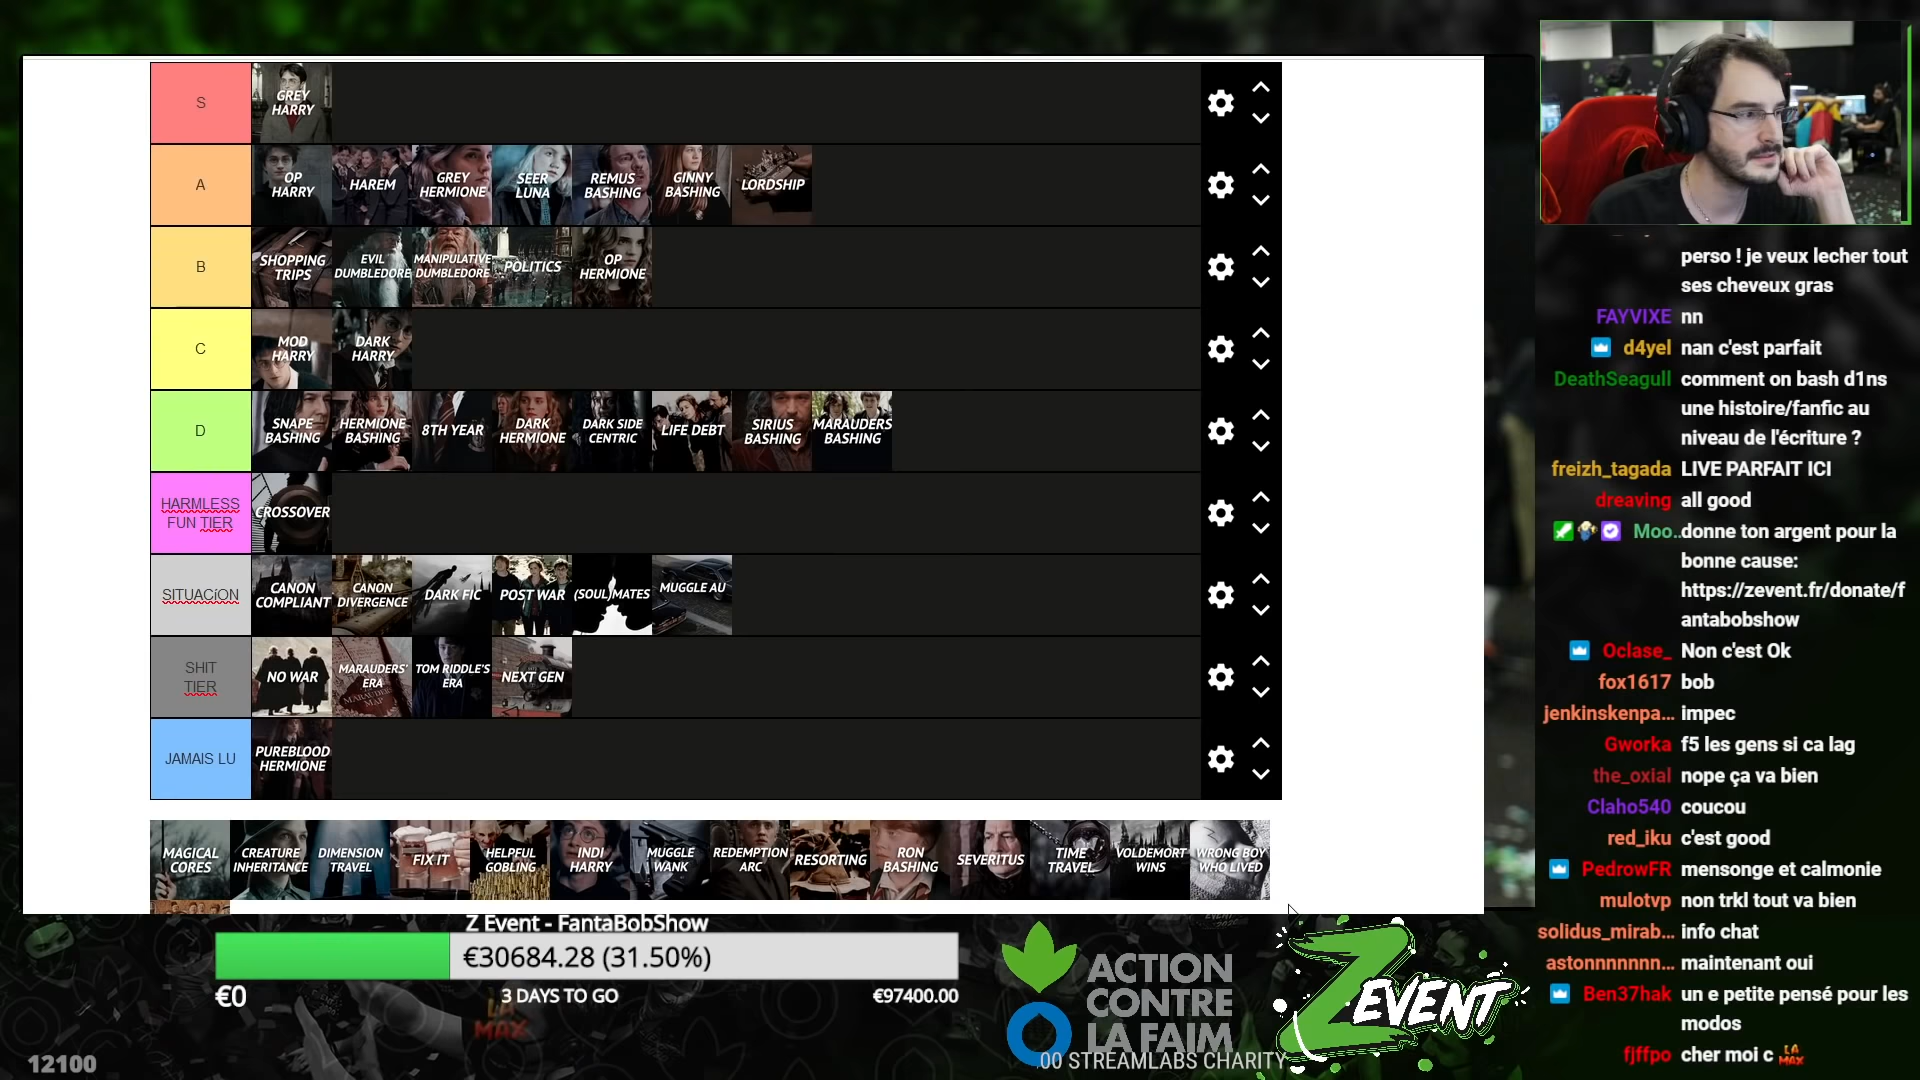 S
GREY
HARRY
A
OP
HARRY
HAREM
GREY
HERMIONE
SEER
LUNA
REMUS
BASHING
GINNY
BASHING
LORDSHIP
B
SHOPPING
TRIPS
EVIL
DUMBLEDORE
MANIPULATIVE
DUMBLEDORE
POLITICS
OP
HERMIONE
C
MOD
HARRY
DARK
HARRY
D
SNAPE
BASHING
HERMIONE
BASHING
8TH YEAR
DARK
HERMIONE
DARK SIDE
CENTRIC
LIFE DEBT
SIRIUS
BASHING
MARAUDERS
BASHING
HARMLESS
FUN TIER
CROSSOVER
SITUACíON
CANON
COMPLIANT
CANON
DIVERGENCE
DARK FIC
POST WAR
(SOUL)MATES
MUGGLE AU
SHIT
TIER
NO WAR
MARAUDERS'
ERA
TOM RIDDLE'S
ERA
NEXT GEN
JAMAIS LU
PUREBLOOD
HERMIONE
MAGICAL
CORES
CREATURE
INHERITANCE
DIMENSION
TRAVEL
FIX IT
HELPFUL
GOBLING
INDI
HARRY
MUGGLE
WANK
REDEMPTION
ARC
RESORTING
RON
BASHING
SEVERITUS
TIME
TRAVEL
VOLDEMORT
WINS
WRONG BOY
WHO LIVED
Z Event - FantaBobShow
€30684.28 (31.50%)
€0
3 DAYS TO GO
€97400.00
LA
MAX
12100
ACTION
CONTRE
LA FAIM
00 STREAMLABS CHARITY
ZEVENT
perso ! je veux lecher tout
ses cheveux gras
FAYVIXE nn
d4yel nan c'est parfait
DeathSeagull comment on bash d1ns
une histoire/fanfic au
niveau de l'écriture ?
freizh_tagada LIVE PARFAIT ICI
dreaving all good
Moo.. donne ton argent pour la
bonne cause:
https://zevent.fr/donate/f
antabobshow
Oclase_ Non c'est Ok
fox1617 bob
jenkinskenpa... impec
Gworka f5 les gens si ca lag
the_oxial nope ça va bien
Claho540 coucou
red_iku c'est good
PedrowFR mensonge et calmonie
mulotvp non trkl tout va bien
solidus_mirab... info chat
astonnnnnnn... maintenant oui
Ben37hak un e petite pensé pour les
modos
fjffpo cher moi c LA MAX